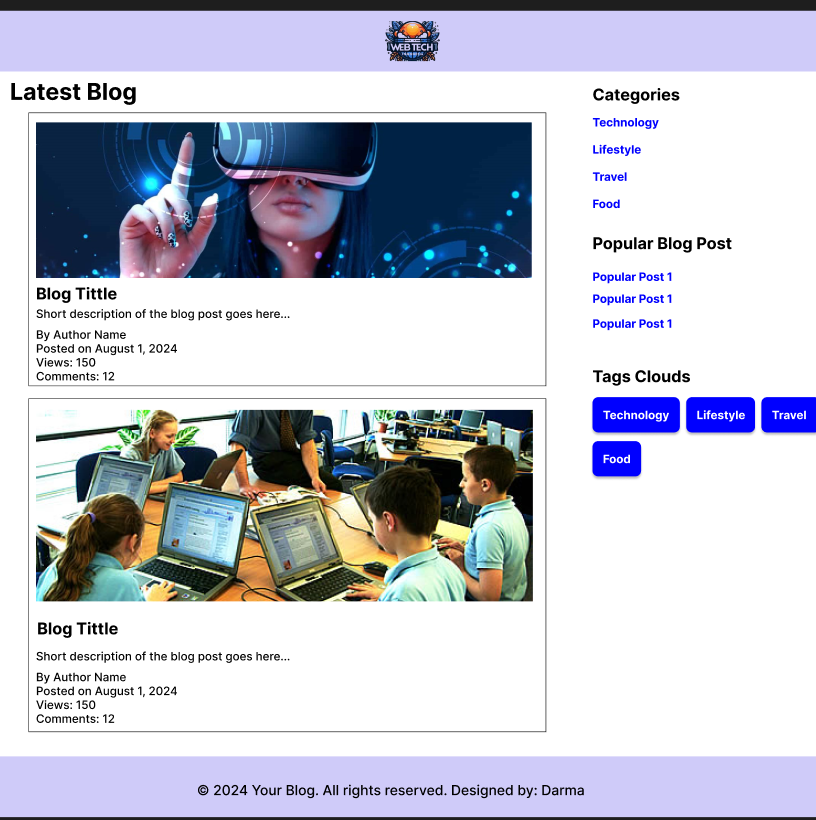 WEB TECH
Latest Blog
Blog Tittle
Short description of the blog post goes here...
By Author Name
Posted on August 1, 2024
Views: 150
Comments: 12
Blog Tittle
Short description of the blog post goes here...
By Author Name
Posted on August 1, 2024
Views: 150
Comments: 12
Categories
Technology
Lifestyle
Travel
Food
Popular Blog Post
Popular Post 1
Popular Post 1
Popular Post 1
Tags Clouds
Technology Lifestyle Travel
Food
© 2024 Your Blog. All rights reserved. Designed by: Darma